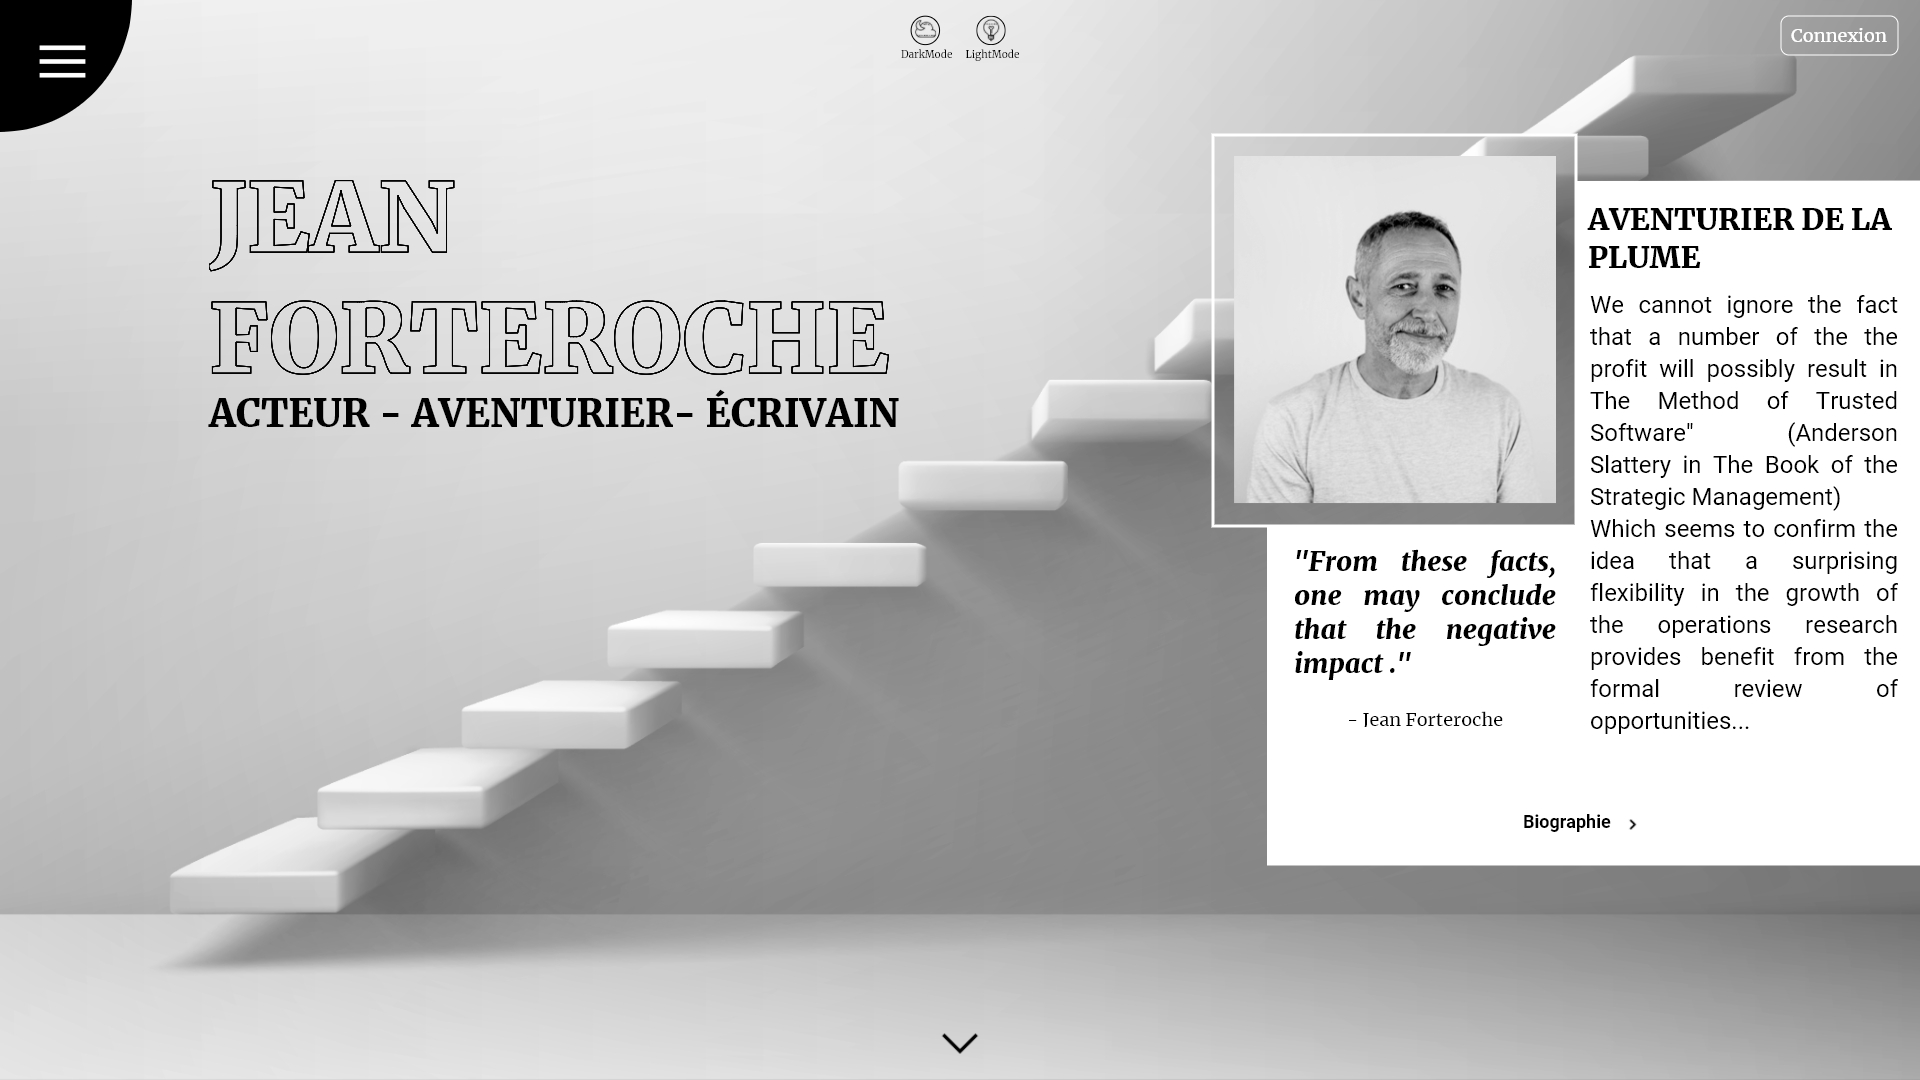 DarkMode
LightMode
Connexion
JEAN
FORTEROCHE
ACTEUR - AVENTURIER- ÉCRIVAIN
AVENTURIER DE LA
PLUME
We cannot ignore the fact
that a number of the the
profit will possibly result in
The Method of Trusted
Software" (Anderson
Slattery in The Book of the
Strategic Management)
Which seems to confirm the
idea that a surprising
flexibility in the growth of
the operations research
provides benefit from the
formal review of
opportunities...
"From these facts,
one may conclude
that the negative
impact ."
- Jean Forteroche
Biographie